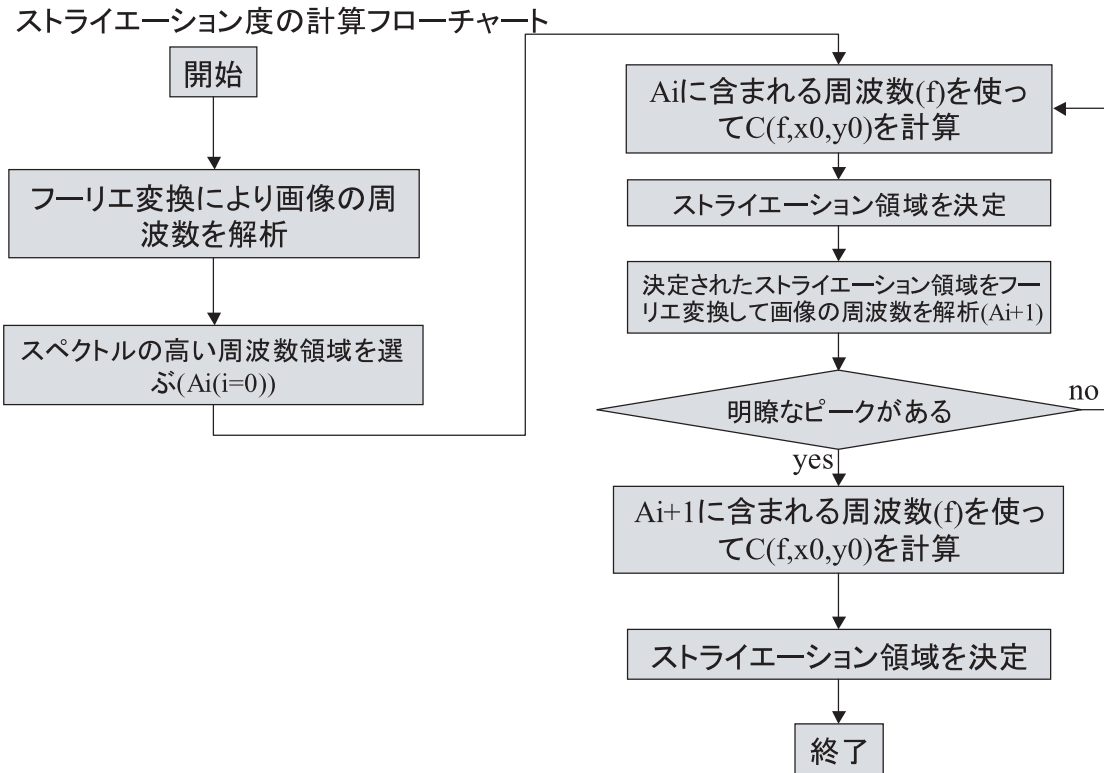 ストライエーション度の計算フローチャート
開始
フーリエ変換により画像の周
波数を解析
スペクトルの高い周波数領域を選
ぶ(Ai(i=0))
Aiに含まれる周波数(f)を使っ
てC(f,x0,y0)を計算
ストライエーション領域を決定
決定されたストライエーション領域をフー
リエ変換して画像の周波数を解析(Ai+1)
明瞭なピークがある
no
yes
Ai+1に含まれる周波数(f)を使っ
てC(f,x0,y0)を計算
ストライエーション領域を決定
終了